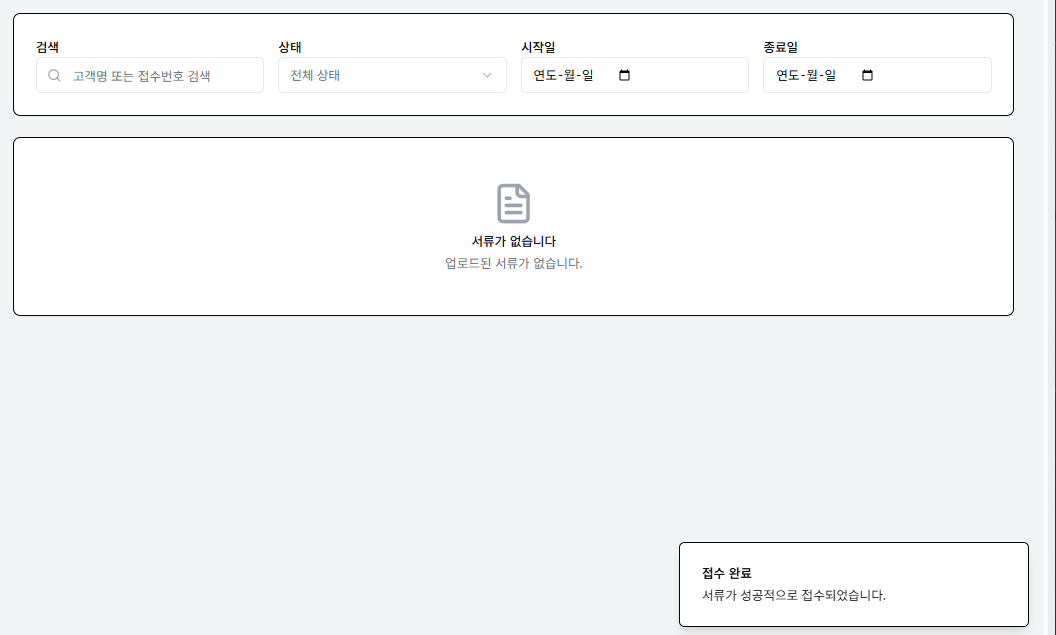 검색
상태
시작일
종료일
고객명 또는 접수번호 검색
전체 상태
연도-월-일
연도-월-일
서류가 없습니다
업로드된 서류가 없습니다.
접수 완료
서류가 성공적으로 접수되었습니다.